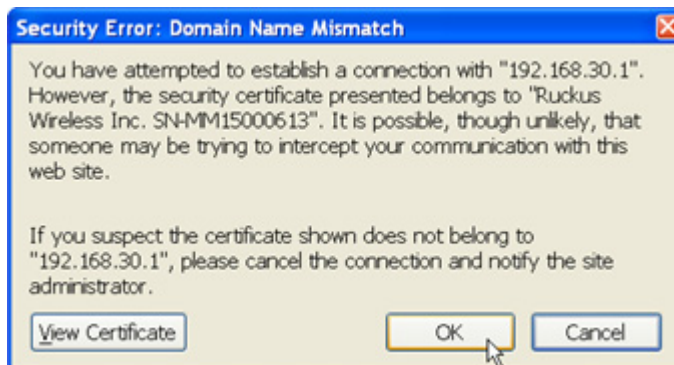 Security Error: Domain Name Mismatch
You have attempted to establish a connection with "192.168.30.1".
However, the security certificate presented belongs to "Ruckus
Wireless Inc. SN-MM15000613". It is possible, though unlikely, that
someone may be trying to intercept your communication with this
web site.
If you suspect the certificate shown does not belong to
"192.168.30.1", please cancel the connection and notify the site
administrator.
View Certificate OK Cancel